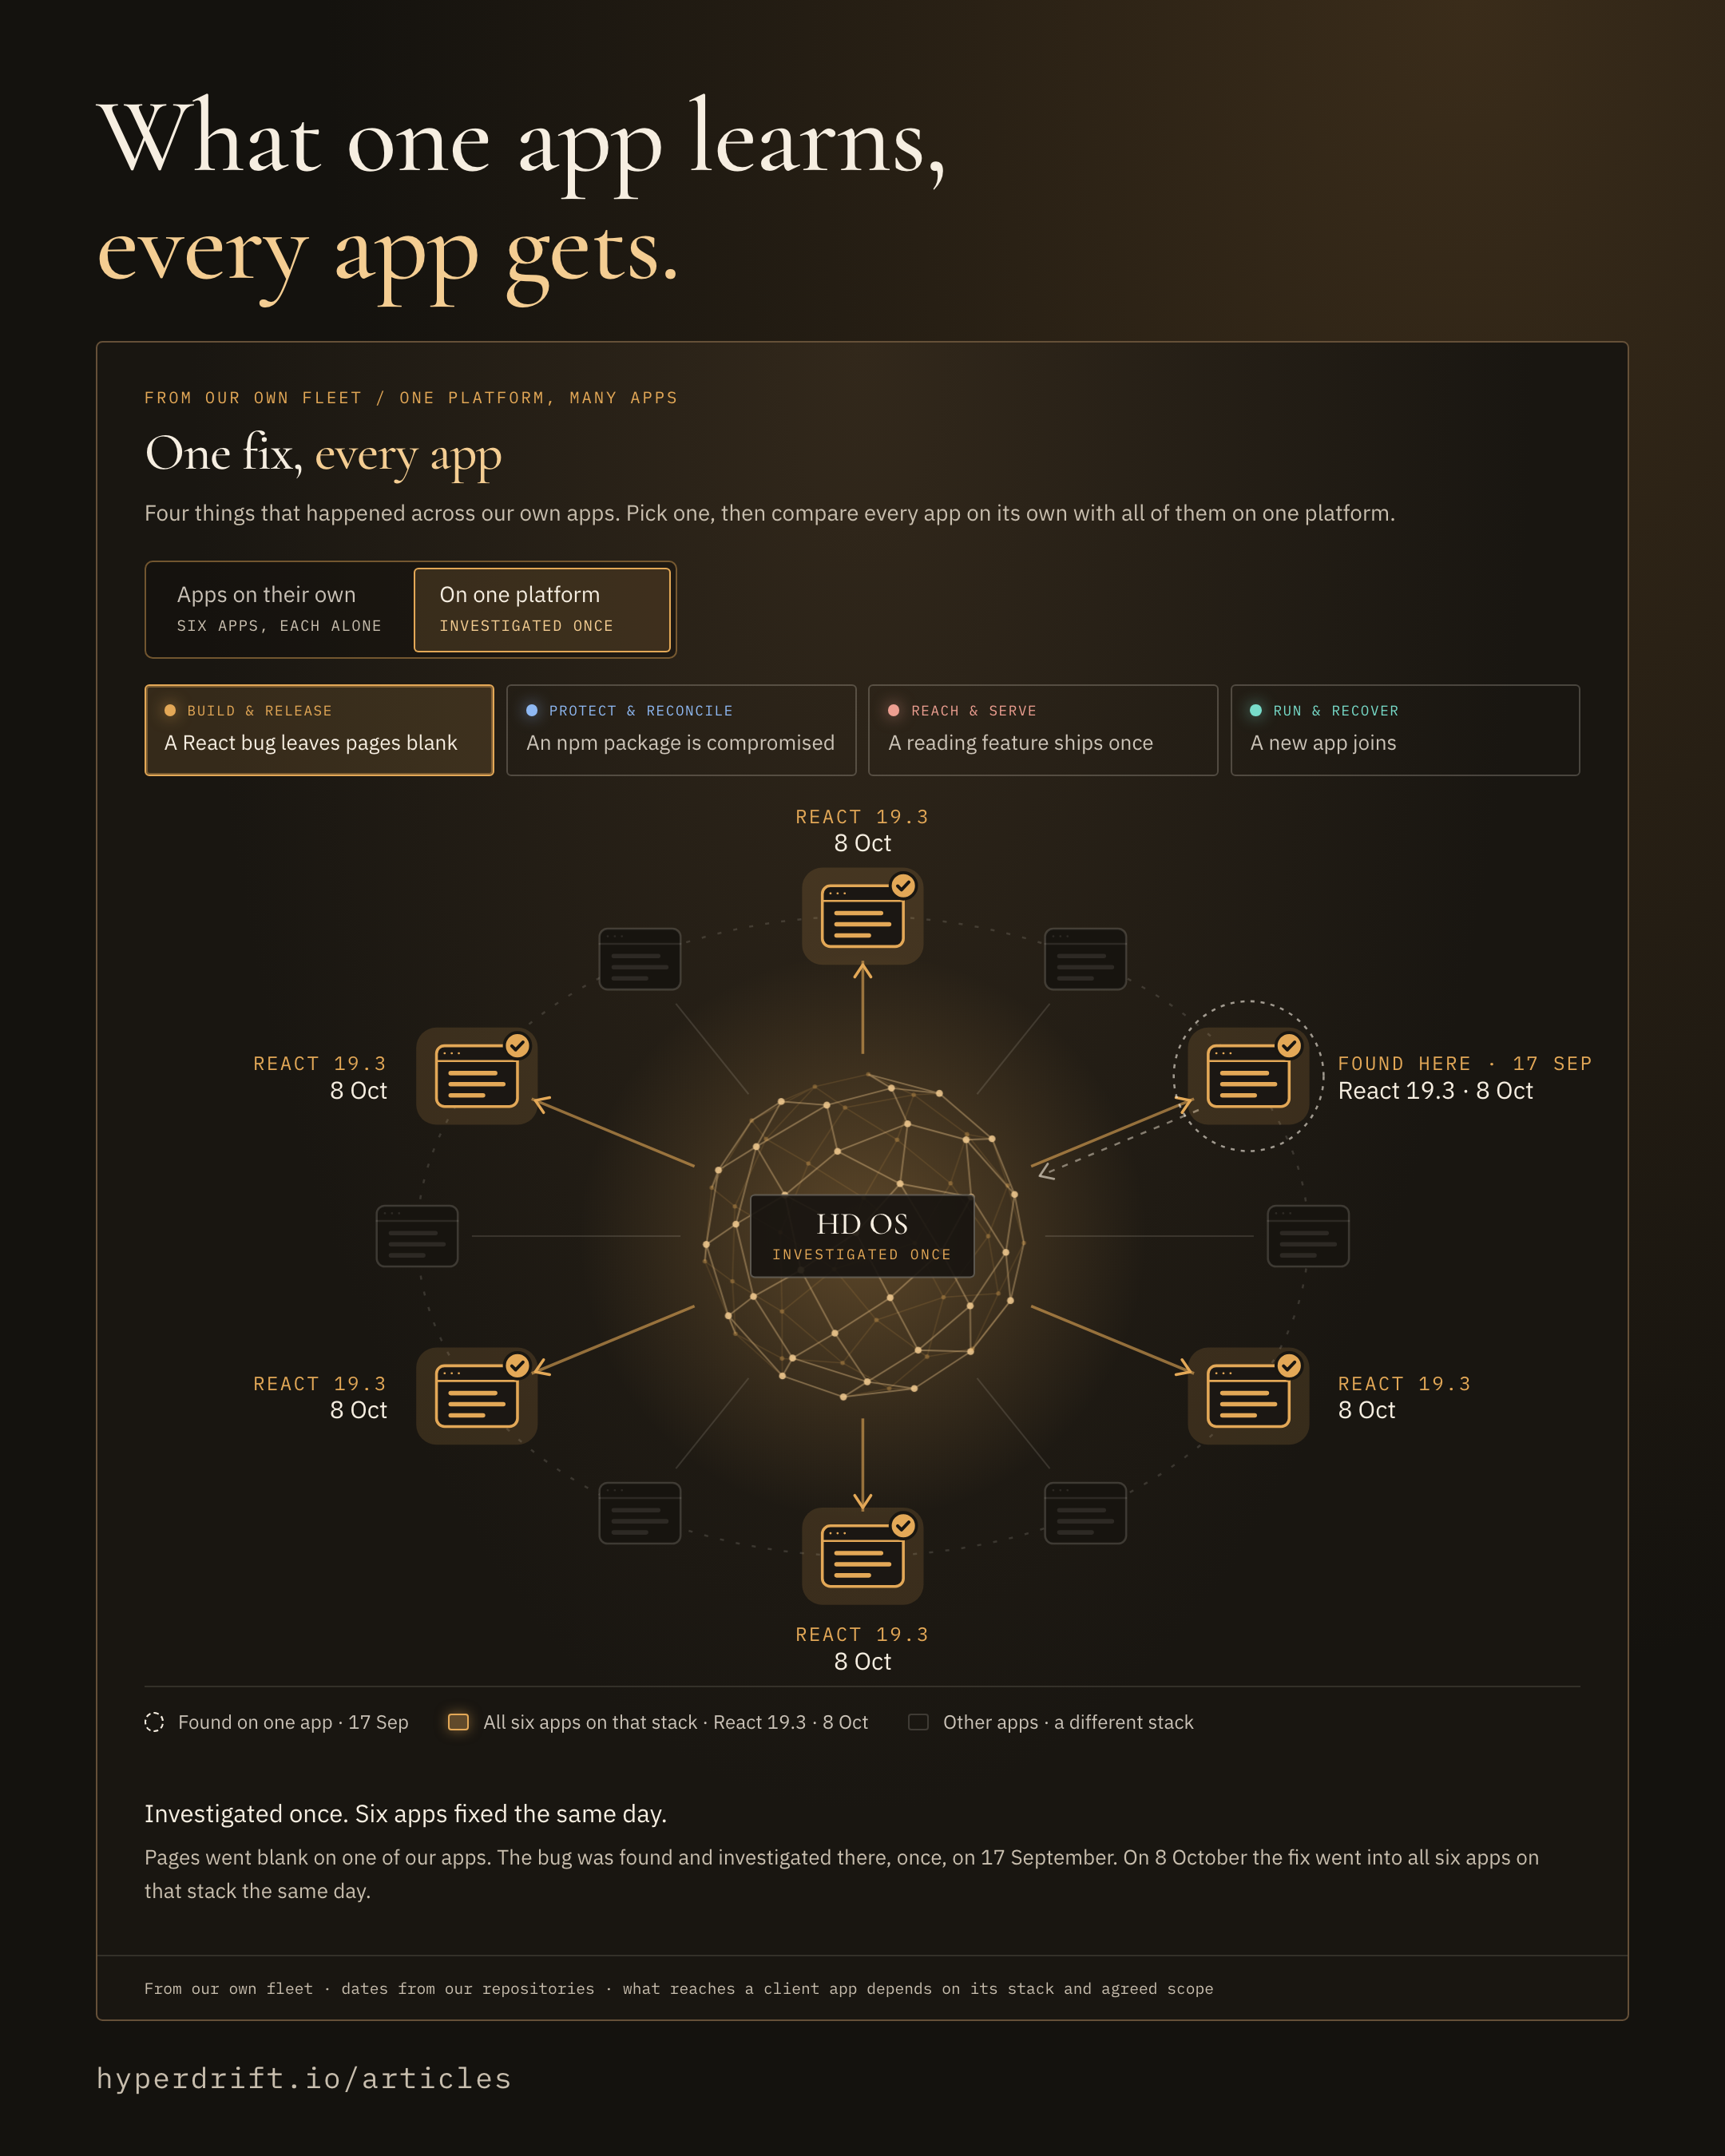 What one app learns,
every app gets.
FROM OUR OWN FLEET / ONE PLATFORM, MANY APPS
One fix, every app
Four things that happened across our own apps. Pick one, then compare every app on its own with all of them on one platform.
Apps on their own
SIX APPS, EACH ALONE
On one platform
INVESTIGATED ONCE
BUILD & RELEASE
A React bug leaves pages blank
PROTECT & RECONCILE
An npm package is compromised
REACH & SERVE
A reading feature ships once
RUN & RECOVER
A new app joins
REACT 19.3
8 Oct
REACT 19.3
8 Oct
FOUND HERE · 17 SEP
React 19.3 · 8 Oct
HD OS
INVESTIGATED ONCE
REACT 19.3
8 Oct
REACT 19.3
8 Oct
REACT 19.3
8 Oct
Found on one app · 17 Sep
All six apps on that stack · React 19.3 · 8 Oct
Other apps · a different stack
Investigated once. Six apps fixed the same day.
Pages went blank on one of our apps. The bug was found and investigated there, once, on 17 September. On 8 October the fix went into all six apps on
that stack the same day.
From our own fleet · dates from our repositories · what reaches a client app depends on its stack and agreed scope
hyperdrift.io/articles